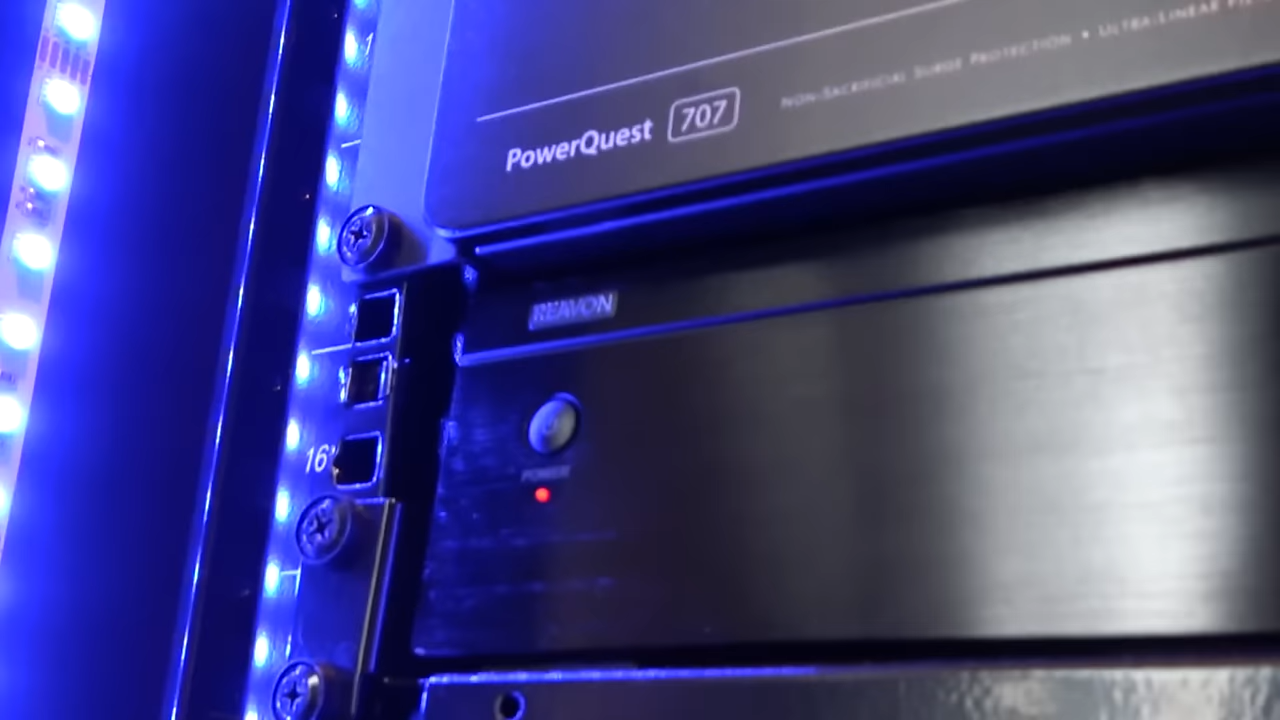 PowerQuest 707
NON-SACRIFICIAL SURGE PROTECTION • ULTRA-LINEAR
REAVON
POWER
16